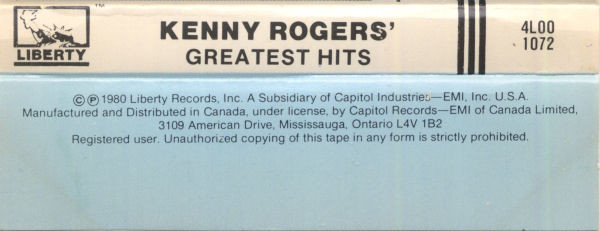 LIBERTY
™
KENNY ROGERS'
GREATEST HITS
4L00
1072
©℗1980 Liberty Records, Inc. A Subsidiary of Capitol Industries—EMI, Inc. U.S.A.
Manufactured and Distributed in Canada, under license, by Capitol Records—EMI of Canada Limited,
3109 American Drive, Mississauga, Ontario L4V 1B2
Registered user. Unauthorized copying of this tape in any form is strictly prohibited.